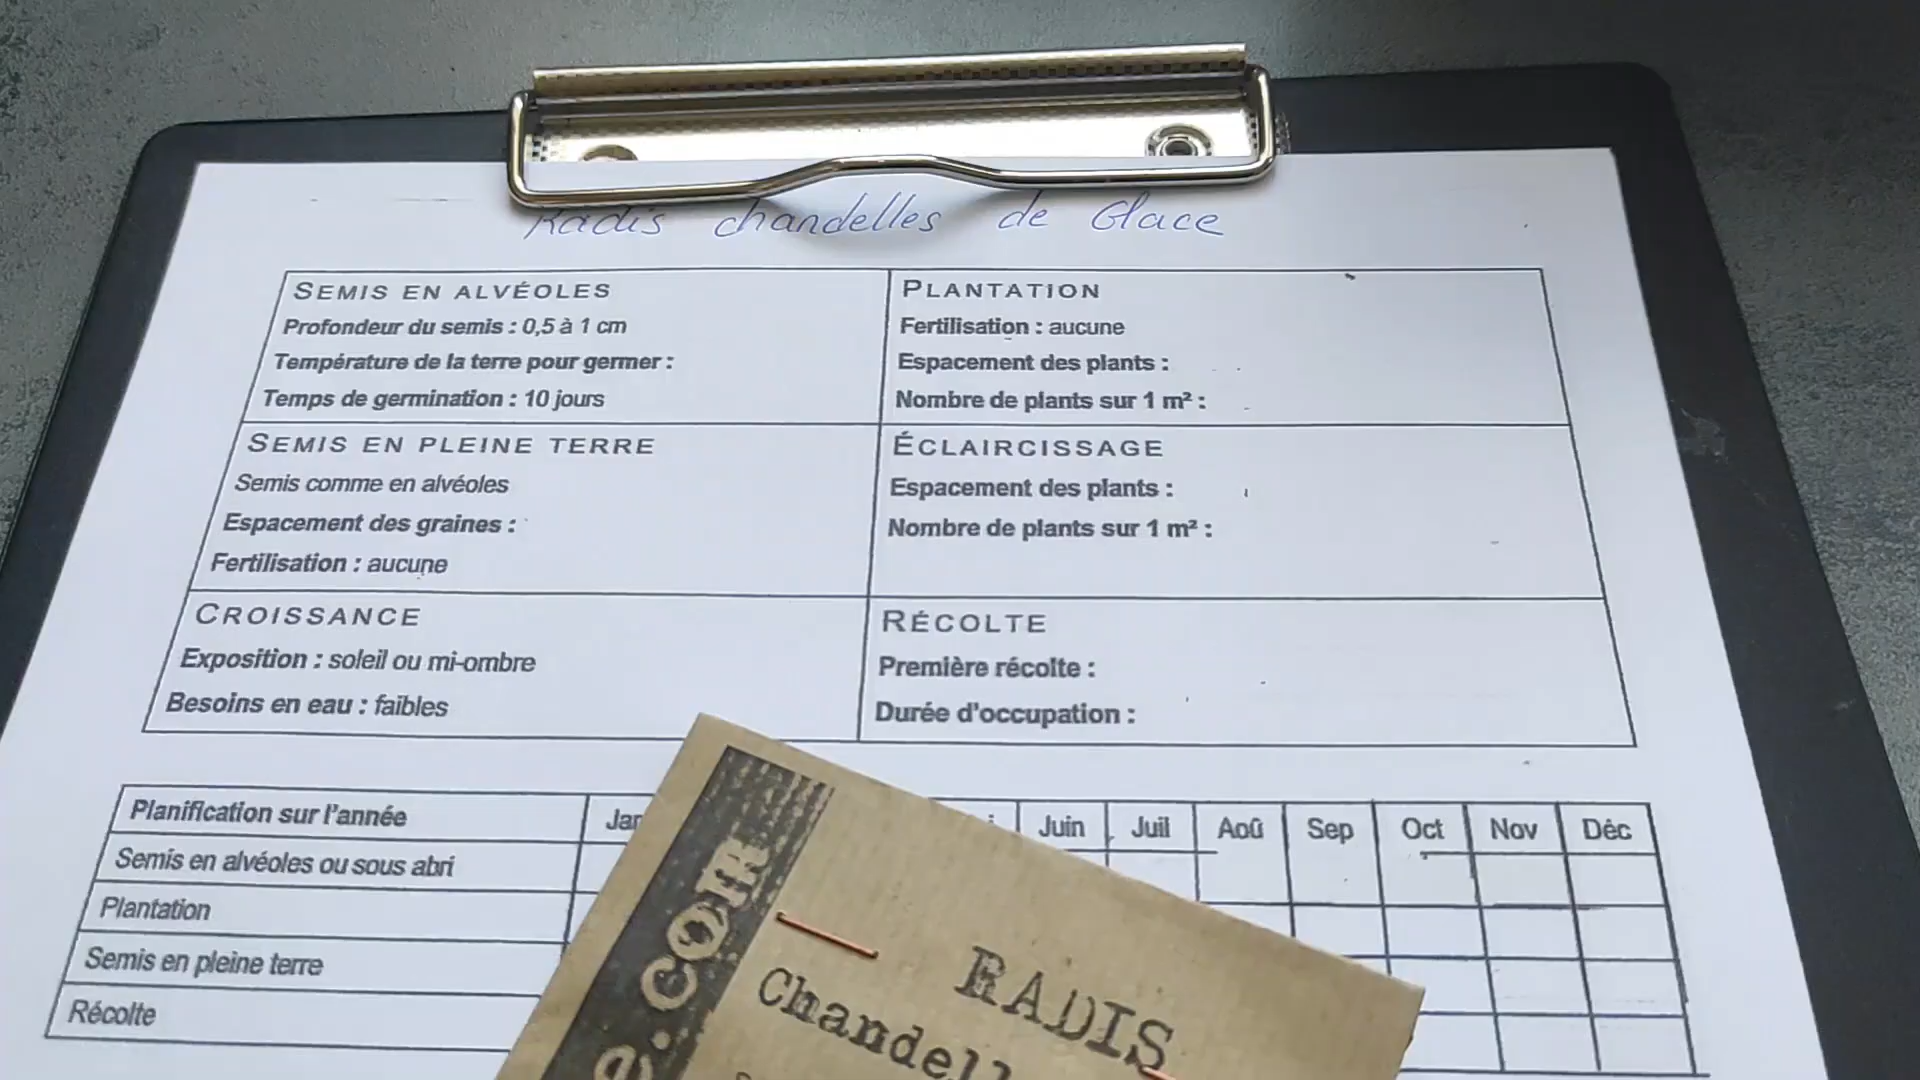 Radis chandelles de Glace
SEMIS EN ALVÉOLES
Profondeur du semis : 0,5 à 1 cm
Température de la terre pour germer :
Temps de germination : 10 jours
PLANTATION
Fertilisation : aucune
Espacement des plants :
Nombre de plants sur 1 m² :
SEMIS EN PLEINE TERRE
Semis comme en alvéoles
Espacement des graines :
Fertilisation : aucune
ÉCLAIRCISSAGE
Espacement des plants :
Nombre de plants sur 1 m² :
CROISSANCE
Exposition : soleil ou mi-ombre
Besoins en eau : faibles
RÉCOLTE
Première récolte :
Durée d'occupation :
Planification sur l'année Jan Juin Juil Aoû Sep Oct Nov Déc
Semis en alvéoles ou sous abri
Plantation
Semis en pleine terre
Récolte
e.com
RADIS
Chandell